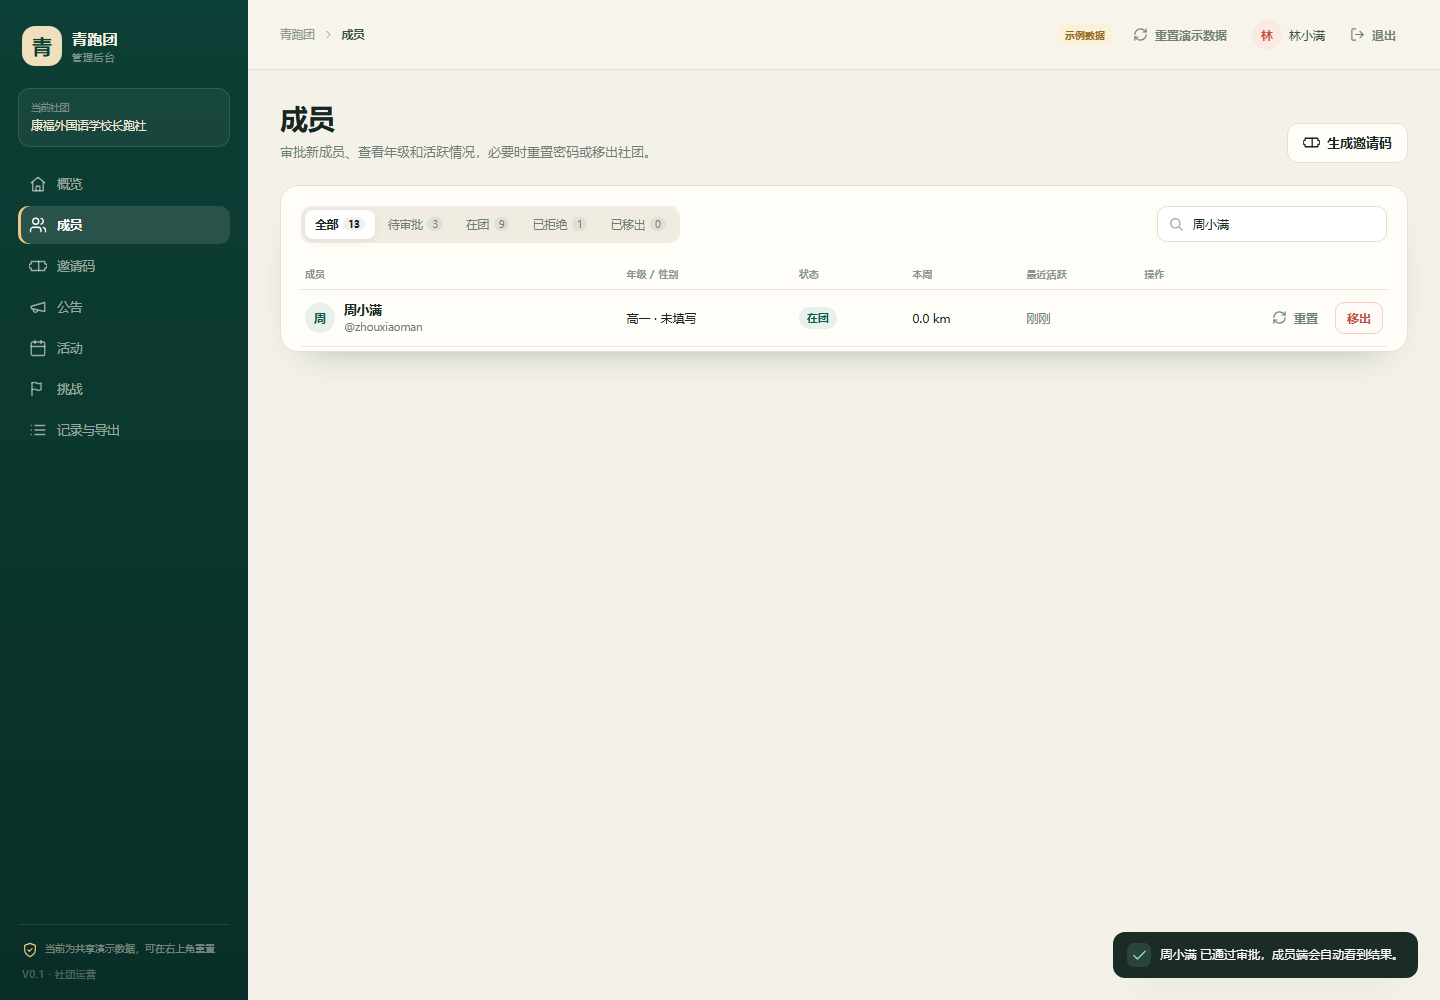 青
青跑团
管理后台
当前社团
康福外国语学校长跑社
概览
成员
邀请码
公告
活动
挑战
记录与导出
当前为共享演示数据，可在右上角重置
V0.1 · 社团运营
青跑团 > 成员
示例数据
重置演示数据
林 林小满
退出
成员
审批新成员、查看年级和活跃情况，必要时重置密码或移出社团。
生成邀请码
全部 13 待审批 3 在团 9 已拒绝 1 已移出 0
周小满
成员 年级 / 性别 状态 本周 最近活跃 操作
周 周小满
@zhouxiaoman
高一 · 未填写 在团 0.0 km 刚刚 重置 移出
周小满 已通过审批，成员端会自动看到结果。